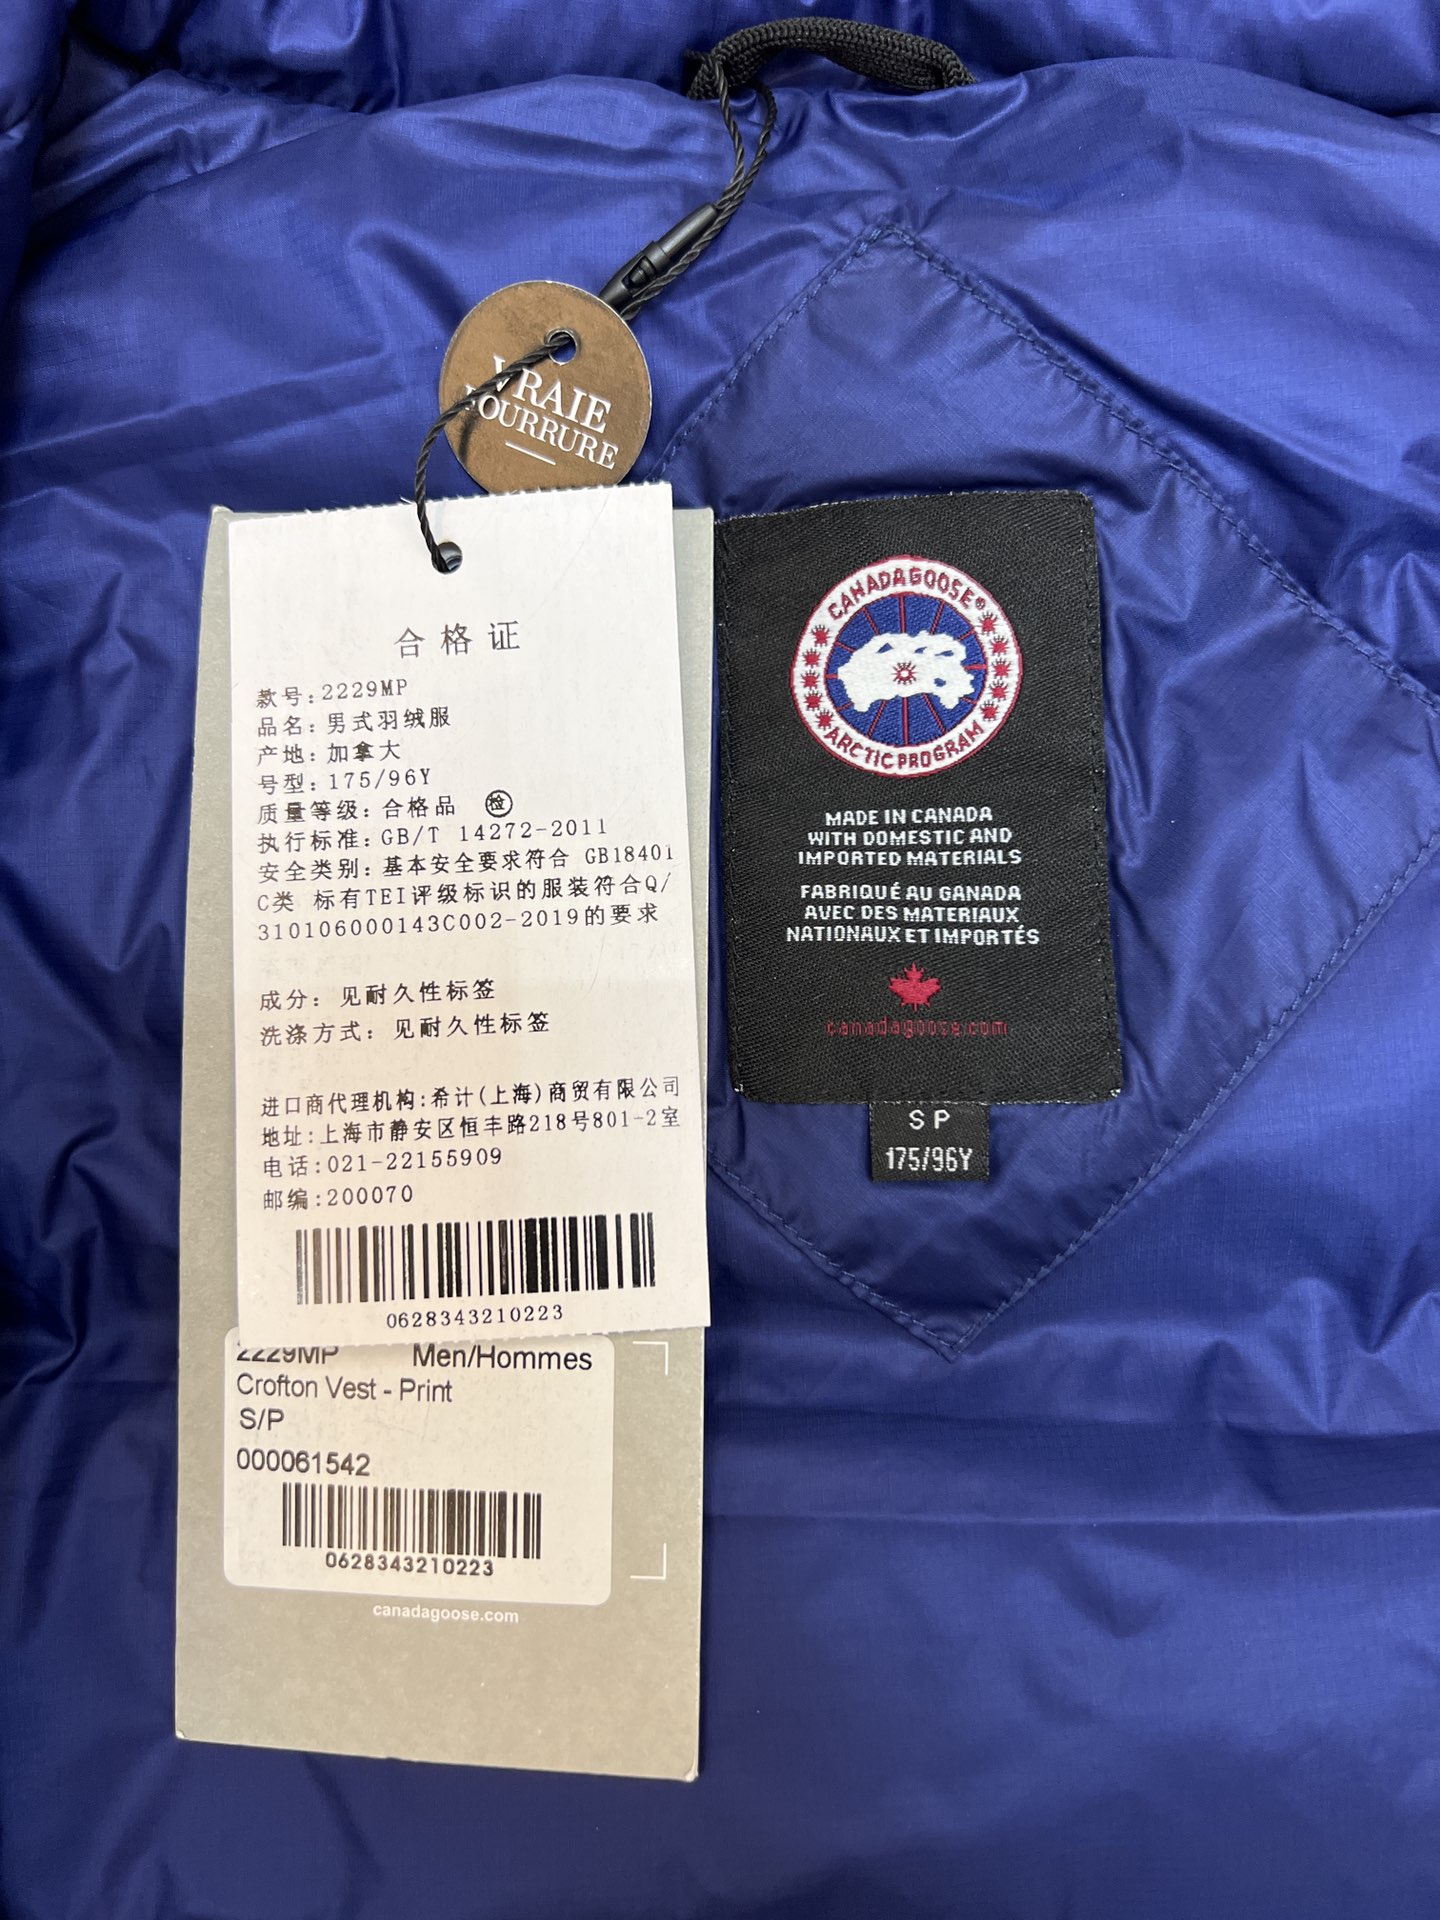 VRAIE
FOURRURE
合格证
款号:2229MP
品名:男式羽绒服
产地:加拿大
号型:175/96Y
质量等级:合格品 检
执行标准:GB/T 14272-2011
安全类别:基本安全要求符合 GB18401
C类 标有TEI评级标识的服装符合Q/
310106000143C002-2019的要求
成分: 见耐久性标签
洗涤方式: 见耐久性标签
进口商代理机构:希计(上海)商贸有限公司
地址:上海市静安区恒丰路218号801-2室
电话:021-22155909
邮编:200070
0628343210223
2229MP Men/Hommes
Crofton Vest - Print
S/P
000061542
0628343210223
canadagoose.com
CANADA GOOSE®
ARCTIC PROGRAM
MADE IN CANADA
WITH DOMESTIC AND
IMPORTED MATERIALS
FABRIQUÉ AU CANADA
AVEC DES MATERIAUX
NATIONAUX ET IMPORTÉS
canadagoose.com
S P
175/96Y